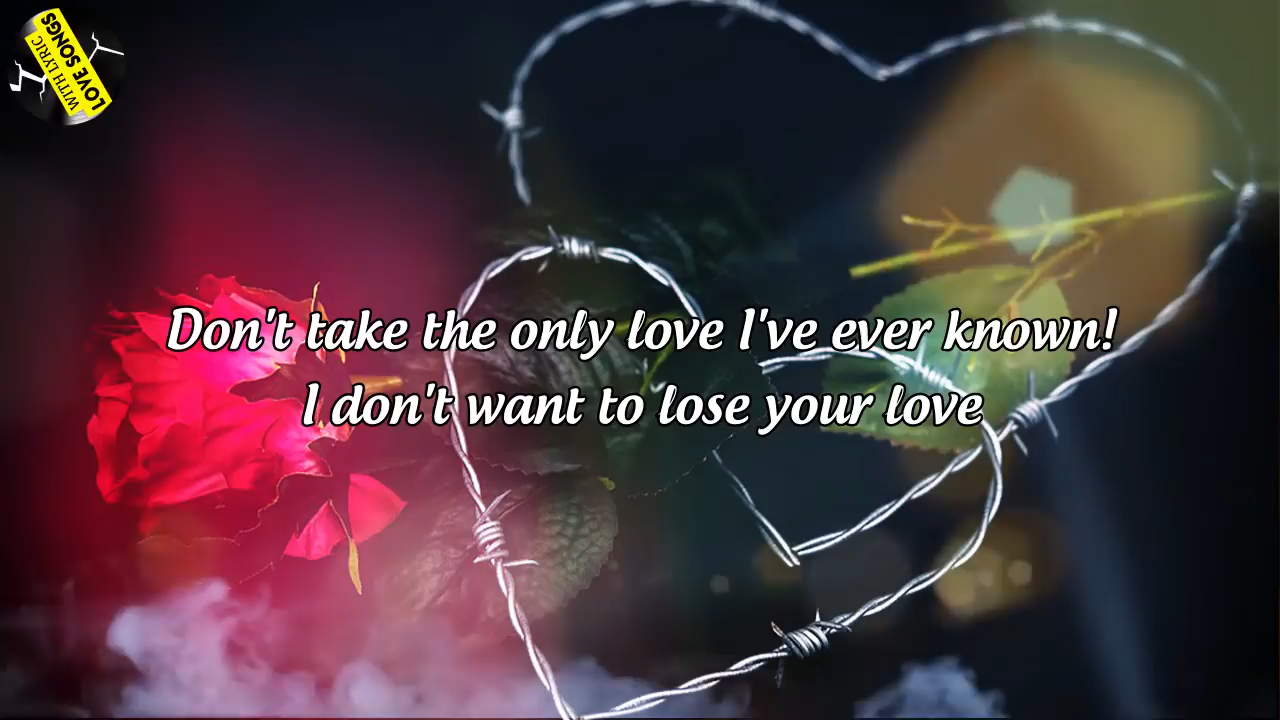 LOVE SONGS
WITH LYRIC
Don't take the only love I've ever known!
I don't want to lose your love